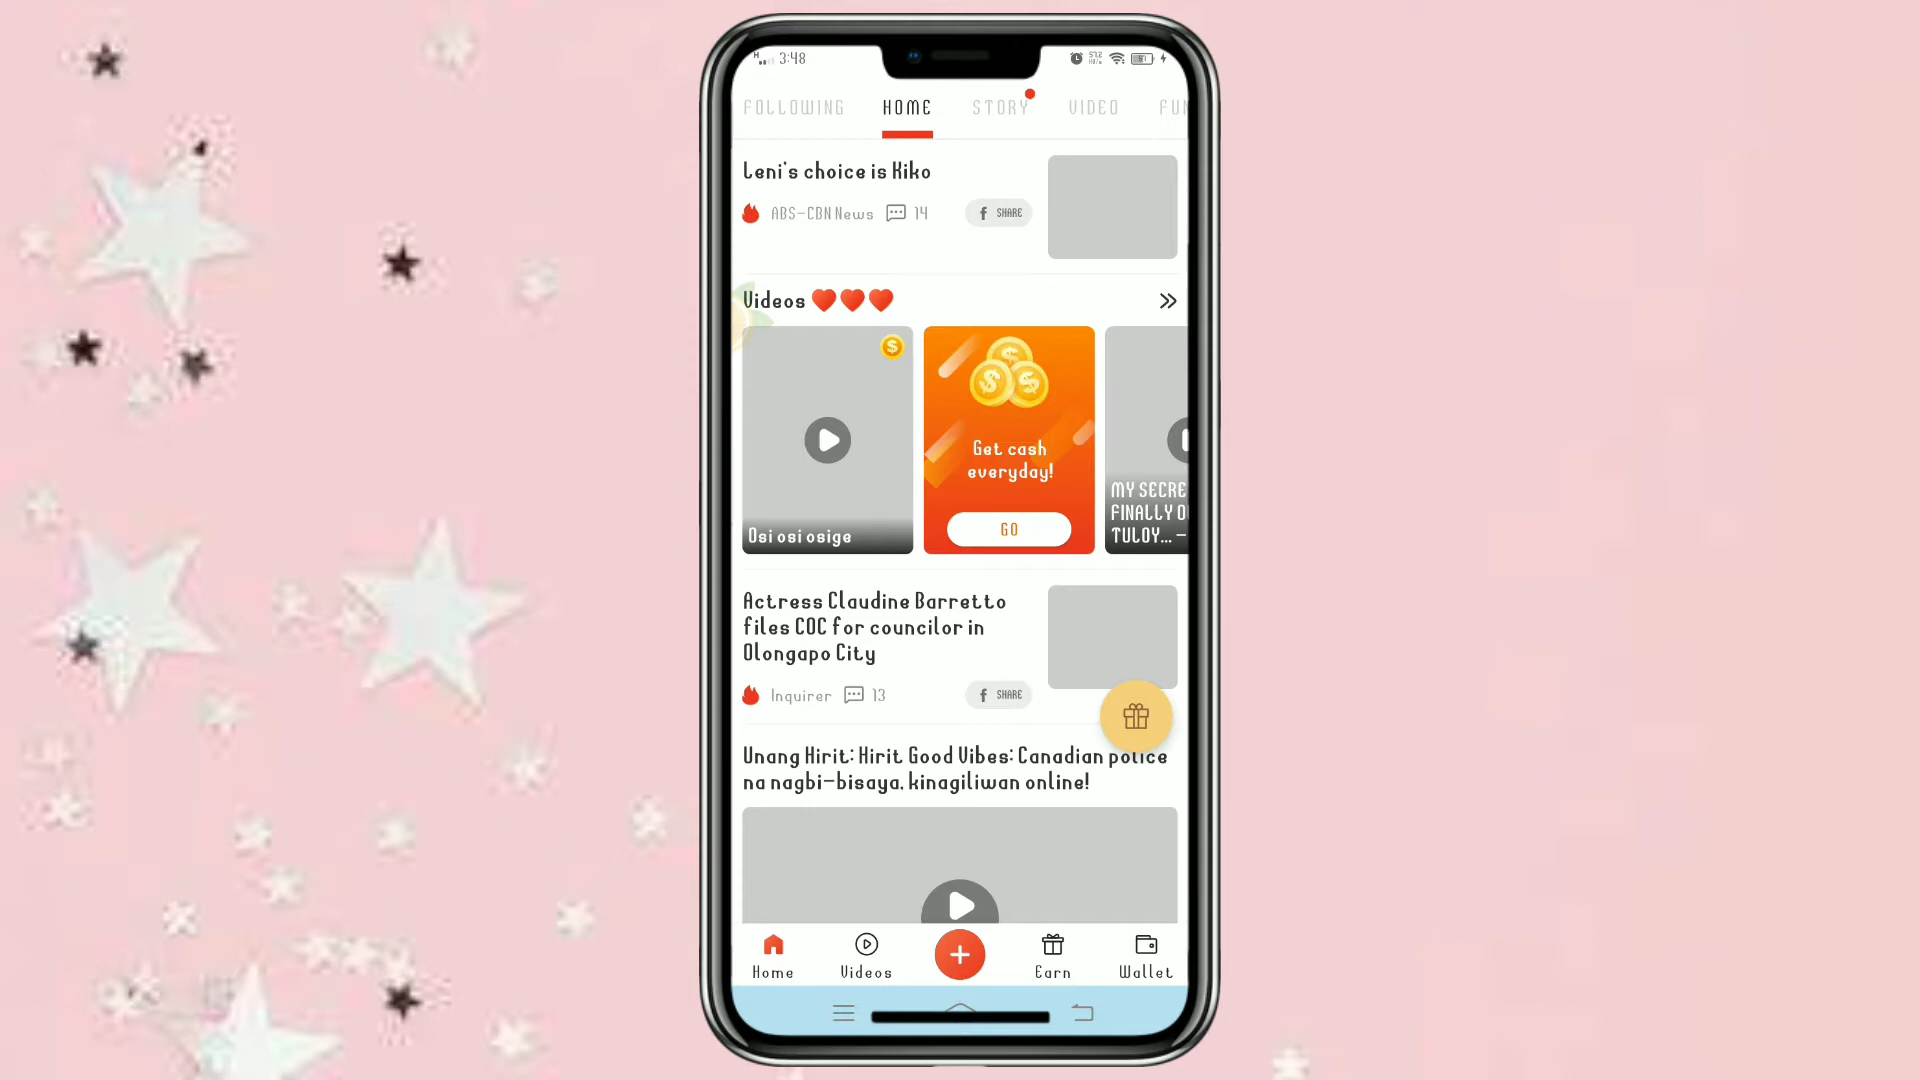 3:48
FOLLOWING HOME STORY VIDEO FUN
Leni's choice is Kiko
ABS-CBN News 14 SHARE
Videos
Get cash
everyday!
GO
Osi osi osige
MY SECRE
FINALLY O
TULOY... -
Actress Claudine Barretto
files COC for councilor in
Olongapo City
Inquirer 13 SHARE
Unang Hirit: Hirit Good Vibes: Canadian police
na nagbi-bisaya, kinagiliwan online!
Home Videos Earn Wallet